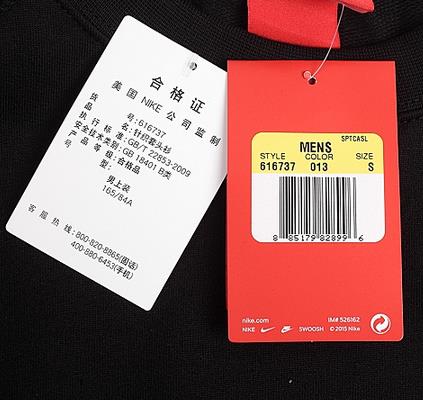 合格证
美国 NIKE 公司监制
货号:616737
品名:针织套头衫
执行标准:GB/T 22853-2009
安全技术类别:GB 18401 B类
产品等级:合格品
型:
男上装
165/84A
客服热线:
800-820-8865(固话)
400-880-6453(手机)
SPTCASL
MENS
STYLE COLOR SIZE
616737 013 S
8 85179 82899 6
nike.com IM# 526162
NIKE SWOOSH © 2015 Nike